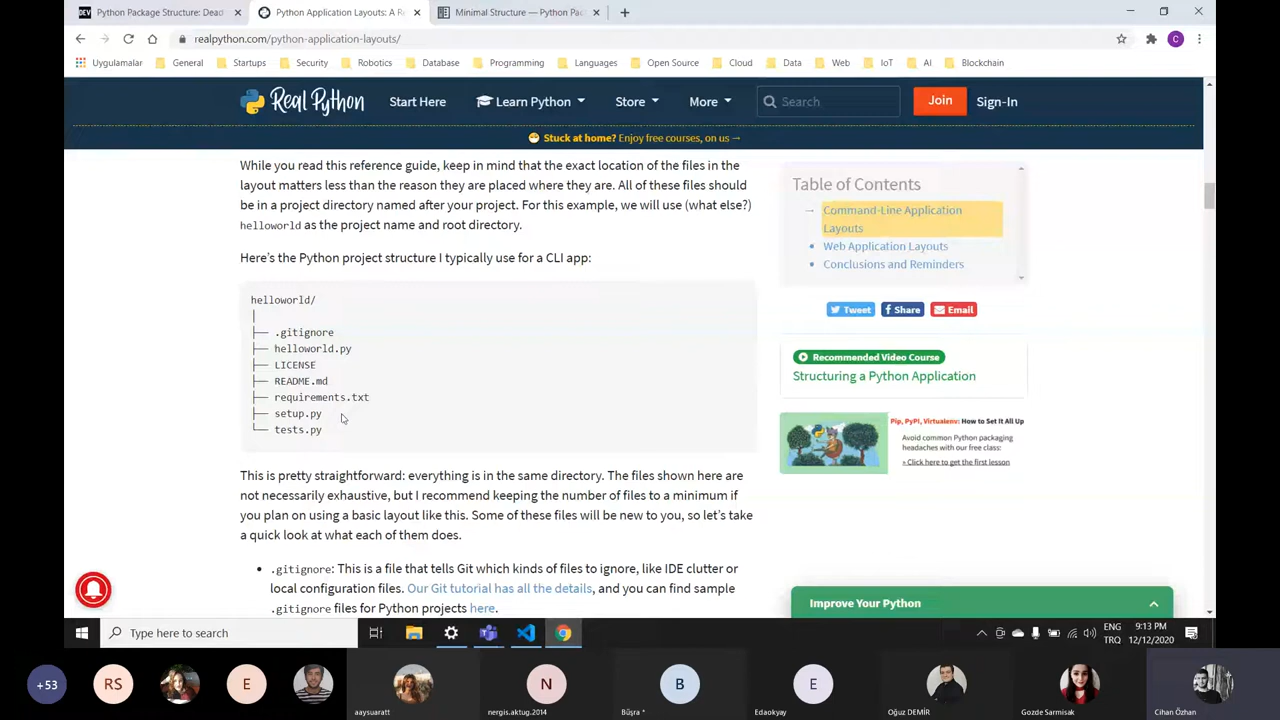 DEV Python Package Structure: Dead
Python Application Layouts: A R
Minimal Structure — Python Pac
realpython.com/python-application-layouts/
C
Uygulamalar General Startups Security Robotics Database Programming Languages Open Source Cloud Data Web IoT AI Blockchain
Real Python Start Here Learn Python Store More Search Join Sign-In
Stuck at home? Enjoy free courses, on us →
While you read this reference guide, keep in mind that the exact location of the files in the
layout matters less than the reason they are placed where they are. All of these files should
be in a project directory named after your project. For this example, we will use (what else?)
helloworld as the project name and root directory.
Here's the Python project structure I typically use for a CLI app:
helloworld/
│
├── .gitignore
├── helloworld.py
├── LICENSE
├── README.md
├── requirements.txt
├── setup.py
└── tests.py
This is pretty straightforward: everything is in the same directory. The files shown here are
not necessarily exhaustive, but I recommend keeping the number of files to a minimum if
you plan on using a basic layout like this. Some of these files will be new to you, so let's take
a quick look at what each of them does.
• .gitignore: This is a file that tells Git which kinds of files to ignore, like IDE clutter or
local configuration files. Our Git tutorial has all the details, and you can find sample
.gitignore files for Python projects here.
Table of Contents
→ Command-Line Application
Layouts
• Web Application Layouts
• Conclusions and Reminders
Tweet Share Email
Recommended Video Course
Structuring a Python Application
Pip, PyPI, Virtualenv: How to Set It All Up
Avoid common Python packaging
headaches with our free class:
» Click here to get the first lesson
Improve Your Python
Type here to search
ENG
TRQ
9:13 PM
12/12/2020
+53
RS
E
aaysuaratt
N
nergis.aktug.2014
B
Büşra *
E
Edaokyay
Oğuz DEMİR
Gozde Sarmisak
Cihan Özhan